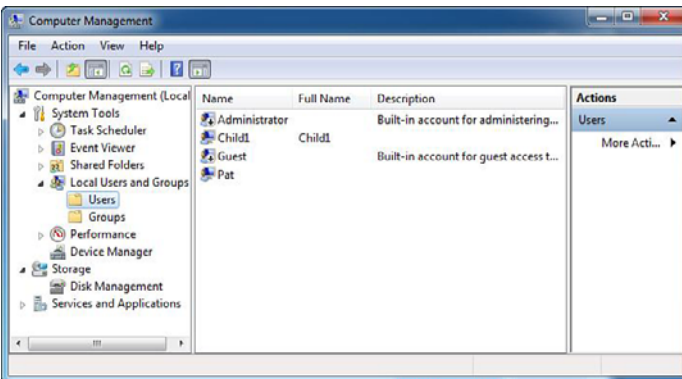 Computer Management
File Action View Help
Computer Management (Local
System Tools
Task Scheduler
Event Viewer
Shared Folders
Local Users and Groups
Users
Groups
Performance
Device Manager
Storage
Disk Management
Services and Applications
Name Full Name Description
Administrator Built-in account for administering...
Child1 Child1
Guest Built-in account for guest access t...
Pat
Actions
Users
More Acti...